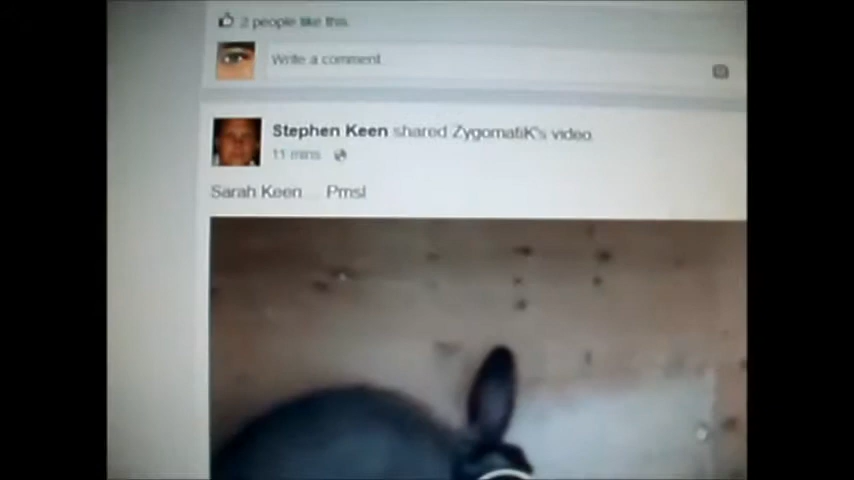 2 people like this.
Write a comment
Stephen Keen shared ZygomatiK's video.
11 mins
Sarah Keen... Pmsl